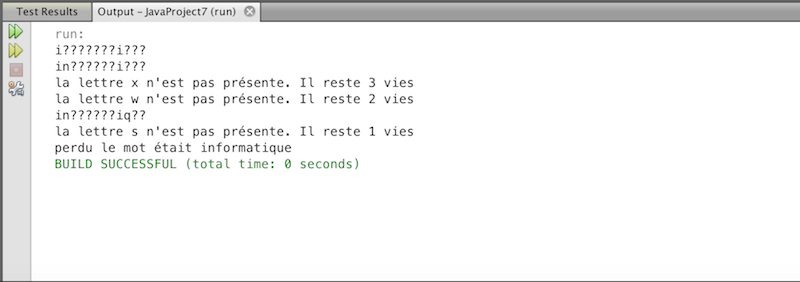 Test Results
Output - JavaProject7 (run)
run:
i???????i???
in??????i???
la lettre x n'est pas présente. Il reste 3 vies
la lettre w n'est pas présente. Il reste 2 vies
in??????iq??
la lettre s n'est pas présente. Il reste 1 vies
perdu le mot était informatique
BUILD SUCCESSFUL (total time: 0 seconds)